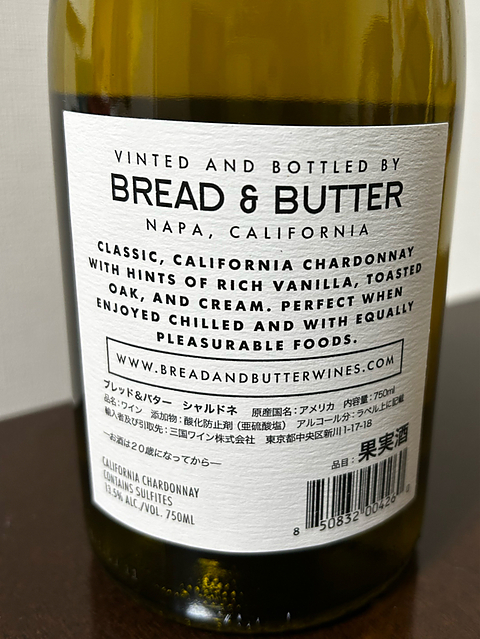 VINTED AND BOTTLED BY
BREAD & BUTTER
NAPA, CALIFORNIA
CLASSIC, CALIFORNIA CHARDONNAY
WITH HINTS OF RICH VANILLA, TOASTED
OAK, AND CREAM. PERFECT WHEN
ENJOYED CHILLED AND WITH EQUALLY
PLEASURABLE FOODS.
WWW.BREADANDBUTTERWINES.COM
ブレッド&バター シャルドネ 原産国名:アメリカ 内容量:750ml
品名:ワイン 添加物:酸化防止剤(亜硫酸塩) アルコール分:ラベル上に記載
輸入者及び引取先:三国ワイン株式会社 東京都中央区新川1-17-18
―お酒は20歳になってから―
品目:果実酒
CALIFORNIA CHARDONNAY
CONTAINS SULFITES
13.5% ALC./VOL. 750ML
8 50832 00426